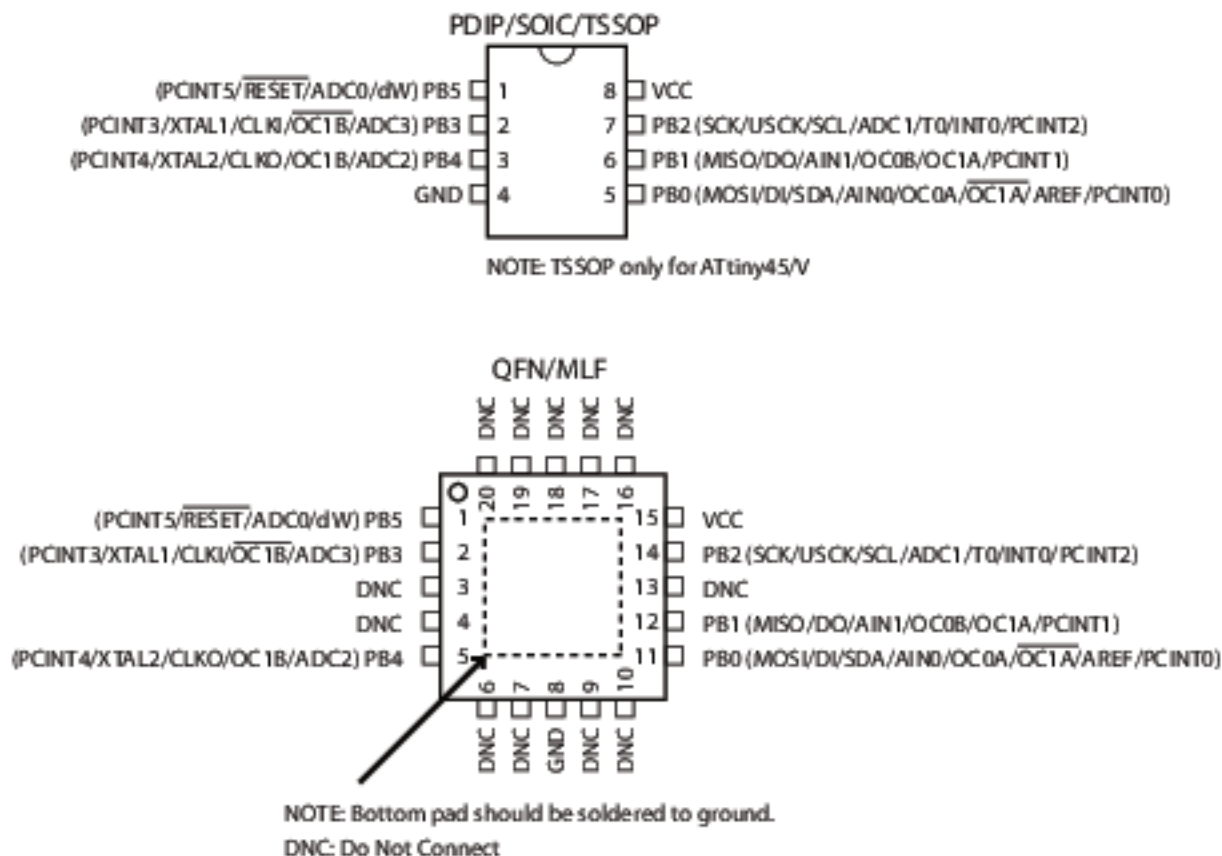 PDIP/SOIC/TSSOP
(PCINT5/RESET/ADC0/dW) PB5 1 8 VCC
(PCINT3/XTAL1/CLKI/OC1B/ADC3) PB3 2 7 PB2 (SCK/USCK/SCL/ADC1/T0/INT0/PCINT2)
(PCINT4/XTAL2/CLKO/OC1B/ADC2) PB4 3 6 PB1 (MISO/DO/AIN1/OC0B/OC1A/PCINT1)
GND 4 5 PB0 (MOSI/DI/SDA/AIN0/OC0A/OC1A/AREF/PCINT0)
NOTE: TSSOP only for ATtiny45/V
QFN/MLF
DNC DNC DNC DNC DNC
20 19 18 17 16
(PCINT5/RESET/ADC0/dW) PB5 1 15 VCC
(PCINT3/XTAL1/CLKI/OC1B/ADC3) PB3 2 14 PB2 (SCK/USCK/SCL/ADC1/T0/INT0/PCINT2)
DNC 3 13 DNC
DNC 4 12 PB1 (MISO/DO/AIN1/OC0B/OC1A/PCINT1)
(PCINT4/XTAL2/CLKO/OC1B/ADC2) PB4 5 11 PB0 (MOSI/DI/SDA/AIN0/OC0A/OC1A/AREF/PCINT0)
6 7 8 9 10
DNC DNC GND DNC DNC
NOTE: Bottom pad should be soldered to ground.
DNC: Do Not Connect